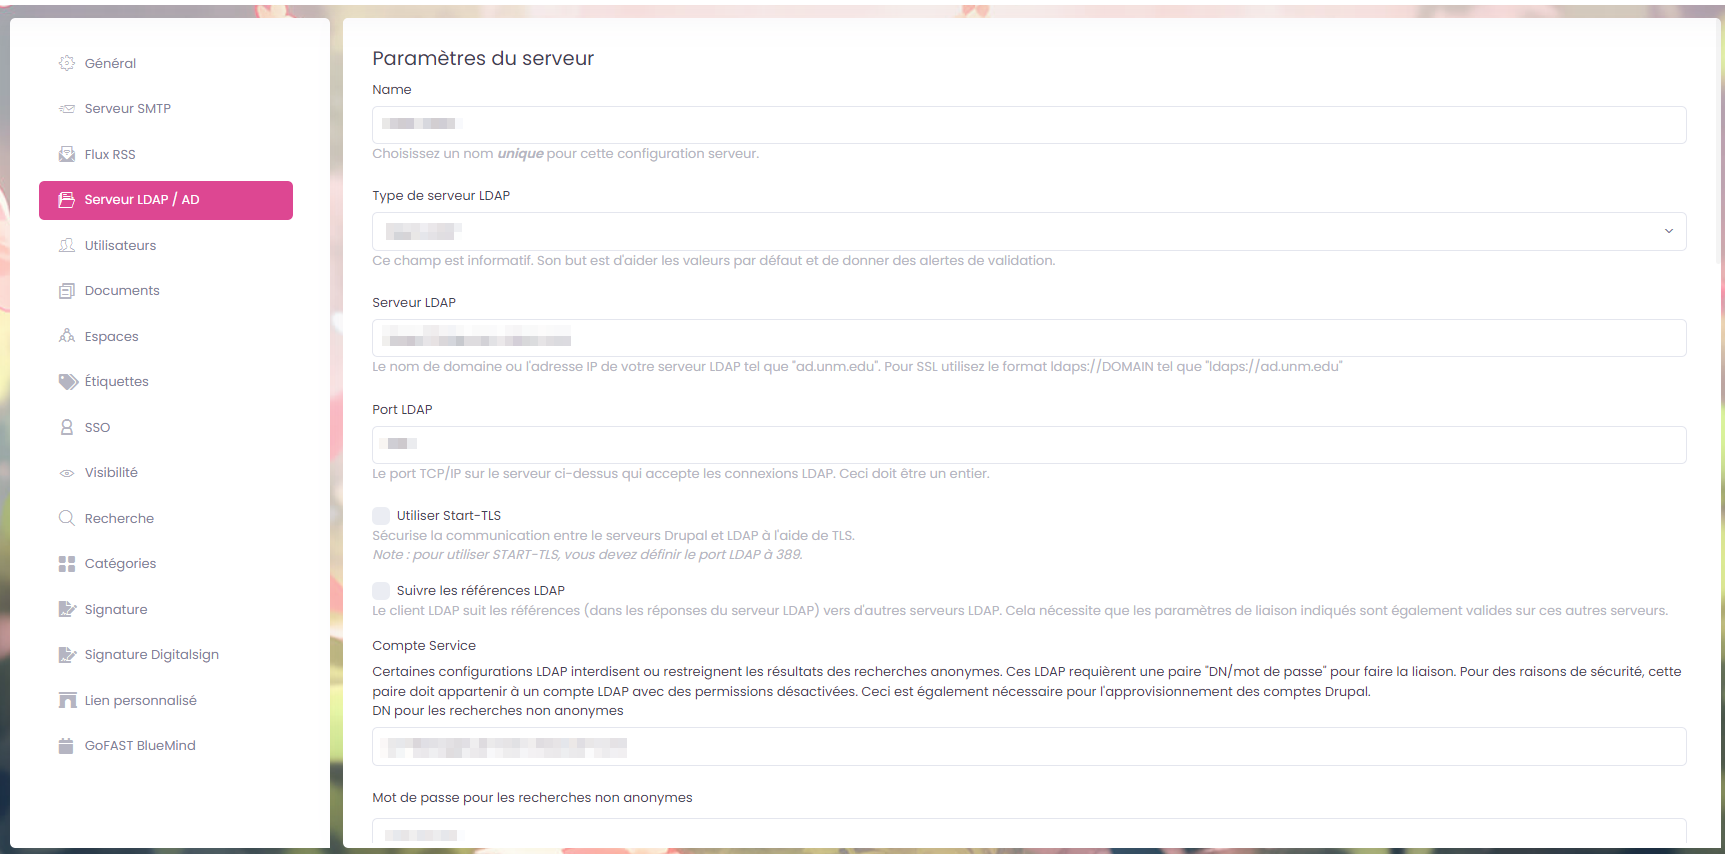 Général
Serveur SMTP
Flux RSS
Serveur LDAP / AD
Utilisateurs
Documents
Espaces
Étiquettes
SSO
Visibilité
Recherche
Catégories
Signature
Signature Digitalsign
Lien personnalisé
GoFAST BlueMind
Paramètres du serveur
Name
Choisissez un nom unique pour cette configuration serveur.
Type de serveur LDAP
Ce champ est informatif. Son but est d'aider les valeurs par défaut et de donner des alertes de validation.
Serveur LDAP
Le nom de domaine ou l'adresse IP de votre serveur LDAP tel que "ad.unm.edu". Pour SSL utilisez le format ldaps://DOMAIN tel que "ldaps://ad.unm.edu"
Port LDAP
Le port TCP/IP sur le serveur ci-dessus qui accepte les connexions LDAP. Ceci doit être un entier.
Utiliser Start-TLS
Sécurise la communication entre le serveurs Drupal et LDAP à l'aide de TLS.
Note : pour utiliser START-TLS, vous devez définir le port LDAP à 389.
Suivre les références LDAP
Le client LDAP suit les références (dans les réponses du serveur LDAP) vers d'autres serveurs LDAP. Cela nécessite que les paramètres de liaison indiqués sont également valides sur ces autres serveurs.
Compte Service
Certaines configurations LDAP interdisent ou restreignent les résultats des recherches anonymes. Ces LDAP requièrent une paire "DN/mot de passe" pour faire la liaison. Pour des raisons de sécurité, cette
paire doit appartenir à un compte LDAP avec des permissions désactivées. Ceci est également nécessaire pour l'approvisionnement des comptes Drupal.
DN pour les recherches non anonymes
Mot de passe pour les recherches non anonymes